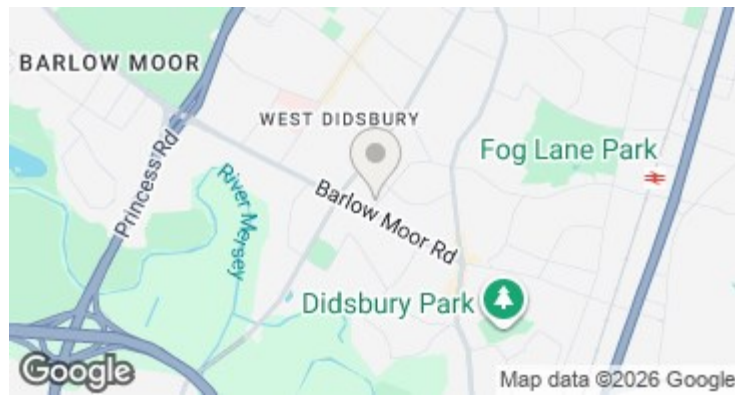 BARLOW MOOR
WEST DIDSBURY
Fog Lane Park
Princess Rd
River Mersey
Barlow Moor Rd
Didsbury Park
Google
Map data ©2026 Google